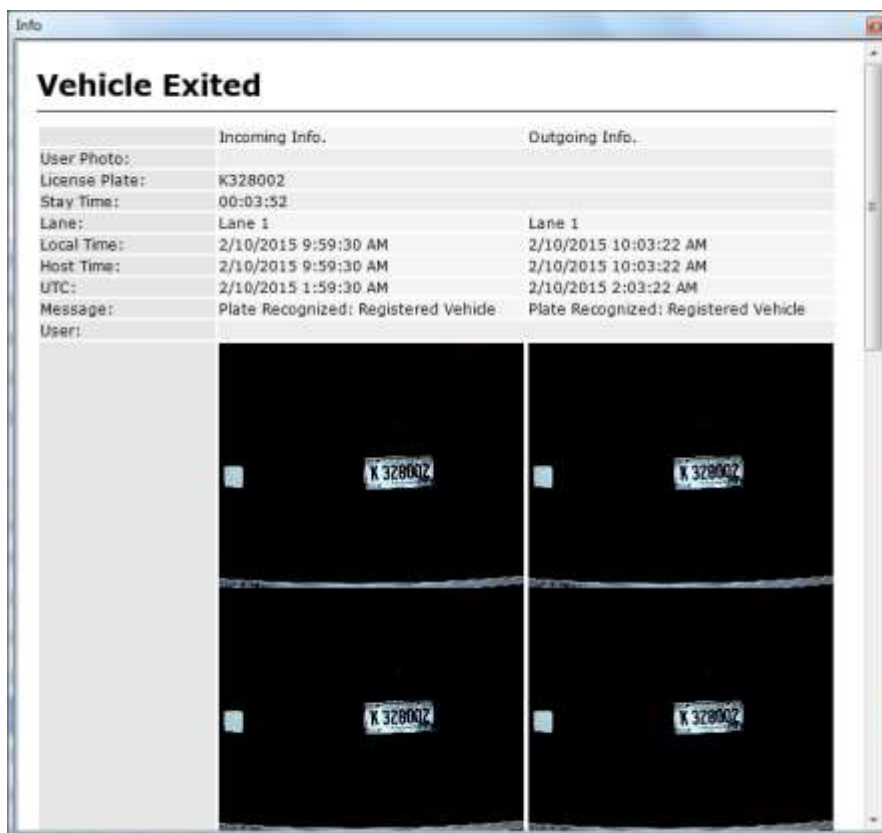 Info
Vehicle Exited
Incoming Info. Outgoing Info.
User Photo:
License Plate: K328002
Stay Time: 00:03:52
Lane: Lane 1 Lane 1
Local Time: 2/10/2015 9:59:30 AM 2/10/2015 10:03:22 AM
Host Time: 2/10/2015 9:59:30 AM 2/10/2015 10:03:22 AM
UTC: 2/10/2015 1:59:30 AM 2/10/2015 2:03:22 AM
Message: Plate Recognized: Registered Vehicle Plate Recognized: Registered Vehicle
User:
K 328002 K 328002
K 328002 K 328002